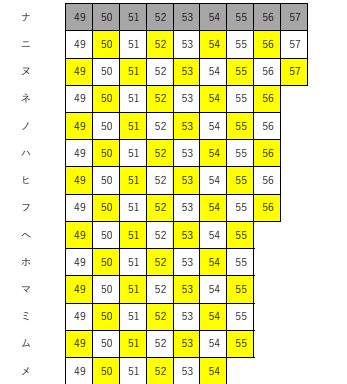 ナ 49 50 51 52 53 54 55 56 57
ニ 49 50 51 52 53 54 55 56 57
ヌ 49 50 51 52 53 54 55 56 57
ネ 49 50 51 52 53 54 55 56
ノ 49 50 51 52 53 54 55 56
ハ 49 50 51 52 53 54 55 56
ヒ 49 50 51 52 53 54 55 56
フ 49 50 51 52 53 54 55 56
ヘ 49 50 51 52 53 54 55
ホ 49 50 51 52 53 54 55
マ 49 50 51 52 53 54 55
ミ 49 50 51 52 53 54 55
ム 49 50 51 52 53 54 55
メ 49 50 51 52 53 54